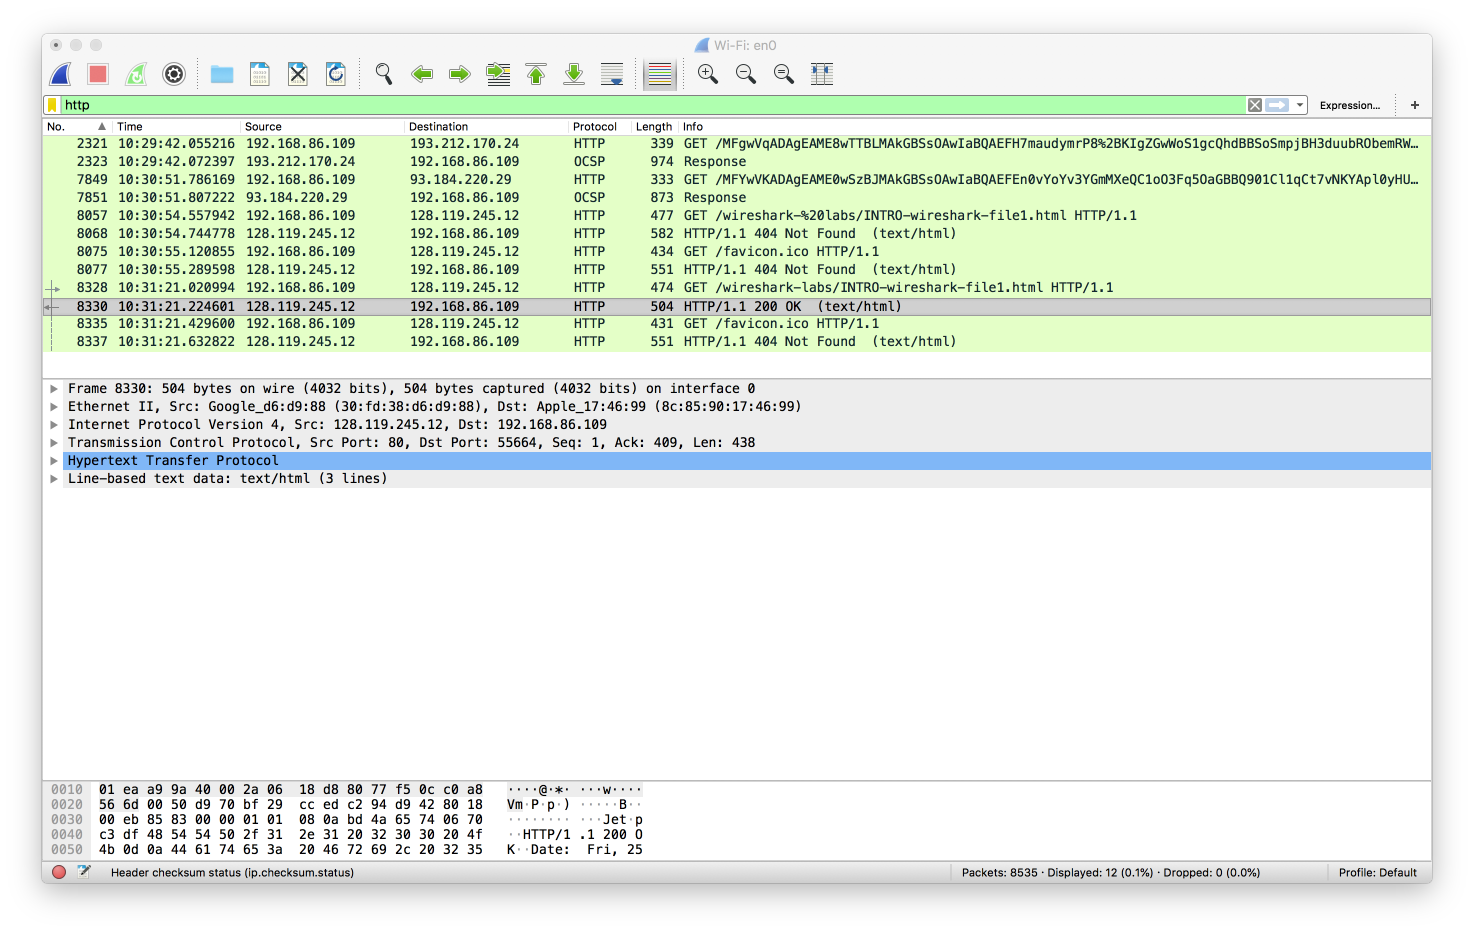 Wi-Fi: en0
http
Expression...
+
No. Time Source Destination Protocol Length Info
2321 10:29:42.055216 192.168.86.109 193.212.170.24 HTTP 339 GET /MFgwVqADAgEAME8wTTBLMAkGBSsOAwIaBQAEFH7maudymrP8%2BKIgZGwWoS1gcQhdBBSoSmpjBH3duubRObemRW…
2323 10:29:42.072397 193.212.170.24 192.168.86.109 OCSP 974 Response
7849 10:30:51.786169 192.168.86.109 93.184.220.29 HTTP 333 GET /MFYwVKADAgEAME0wSzBJMAkGBSsOAwIaBQAEFEn0vYoYv3YGmMXeQC1oO3Fq5OaGBBQ901Cl1qCt7vNKYApl0yHU…
7851 10:30:51.807222 93.184.220.29 192.168.86.109 OCSP 873 Response
8057 10:30:54.557942 192.168.86.109 128.119.245.12 HTTP 477 GET /wireshark-%20labs/INTRO-wireshark-file1.html HTTP/1.1
8068 10:30:54.744778 128.119.245.12 192.168.86.109 HTTP 582 HTTP/1.1 404 Not Found (text/html)
8075 10:30:55.120855 192.168.86.109 128.119.245.12 HTTP 434 GET /favicon.ico HTTP/1.1
8077 10:30:55.289598 128.119.245.12 192.168.86.109 HTTP 551 HTTP/1.1 404 Not Found (text/html)
8328 10:31:21.020994 192.168.86.109 128.119.245.12 HTTP 474 GET /wireshark-labs/INTRO-wireshark-file1.html HTTP/1.1
8330 10:31:21.224601 128.119.245.12 192.168.86.109 HTTP 504 HTTP/1.1 200 OK (text/html)
8335 10:31:21.429600 192.168.86.109 128.119.245.12 HTTP 431 GET /favicon.ico HTTP/1.1
8337 10:31:21.632822 128.119.245.12 192.168.86.109 HTTP 551 HTTP/1.1 404 Not Found (text/html)
Frame 8330: 504 bytes on wire (4032 bits), 504 bytes captured (4032 bits) on interface 0
Ethernet II, Src: Google_d6:d9:88 (30:fd:38:d6:d9:88), Dst: Apple_17:46:99 (8c:85:90:17:46:99)
Internet Protocol Version 4, Src: 128.119.245.12, Dst: 192.168.86.109
Transmission Control Protocol, Src Port: 80, Dst Port: 55664, Seq: 1, Ack: 409, Len: 438
Hypertext Transfer Protocol
Line-based text data: text/html (3 lines)
0010 01 ea a9 9a 40 00 2a 06 18 d8 80 77 f5 0c c0 a8 ····@·*· ···w····
0020 56 6d 00 50 d9 70 bf 29 cc ed c2 94 d9 42 80 18 Vm·P·p·) ·····B··
0030 00 eb 85 83 00 00 01 01 08 0a bd 4a 65 74 06 70 ········ ···Jet·p
0040 c3 df 48 54 54 50 2f 31 2e 31 20 32 30 30 20 4f ··HTTP/1 .1 200 O
0050 4b 0d 0a 44 61 74 65 3a 20 46 72 69 2c 20 32 35 K··Date: Fri, 25
Header checksum status (ip.checksum.status)
Packets: 8535 · Displayed: 12 (0.1%) · Dropped: 0 (0.0%)
Profile: Default